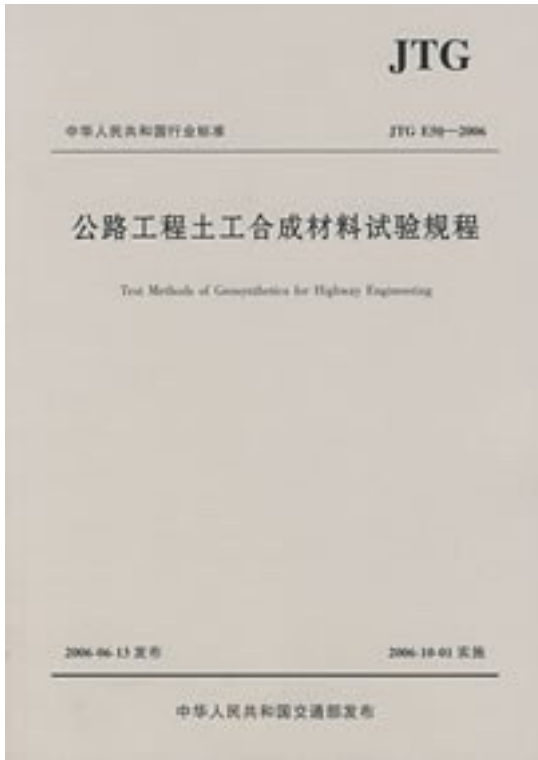 JTG
中华人民共和国行业标准
JTG E50—2006
公路工程土工合成材料试验规程
Test Methods of Geosynthetics for Highway Engineering
2006-06-13 发布
2006-10-01 实施
中华人民共和国交通部发布